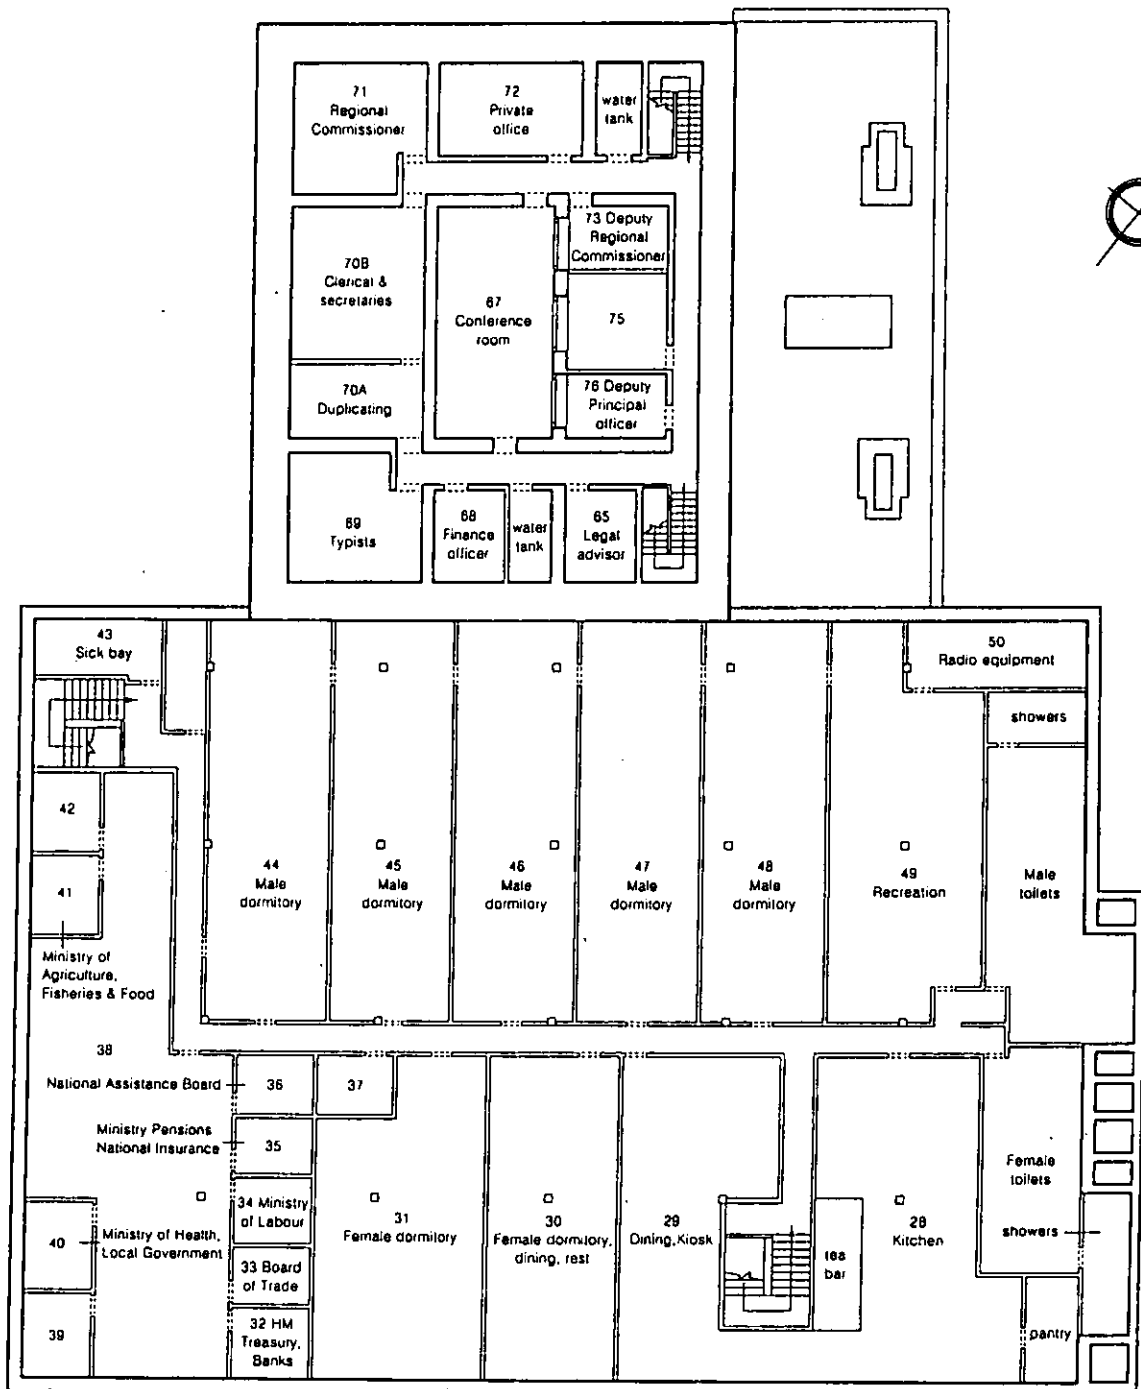 71
Regional
Commissioner
72
Private
office
water
tank
73 Deputy
Regional
Commissioner
70B
Clerical &
secretaries
67
Conference
room
75
70A
Duplicating
76 Deputy
Principal
officer
69
Typists
68
Finance
officer
water
tank
65
Legal
advisor
43
Sick bay
50
Radio equipment
showers
42
41
44
Male
dormitory
45
Male
dormitory
46
Male
dormitory
47
Male
dormitory
48
Male
dormitory
49
Recreation
Male
toilets
Ministry of
Agriculture,
Fisheries & Food
38
National Assistance Board
36
37
Ministry Pensions
National Insurance
35
34 Ministry
of Labour
40
Ministry of Health,
Local Government
33 Board
of Trade
39
32 HM
Treasury,
Banks
31
Female dormitory
30
Female dormitory,
dining, rest
29
Dining, Kiosk
tea
bar
28
Kitchen
Female
toilets
showers
pantry